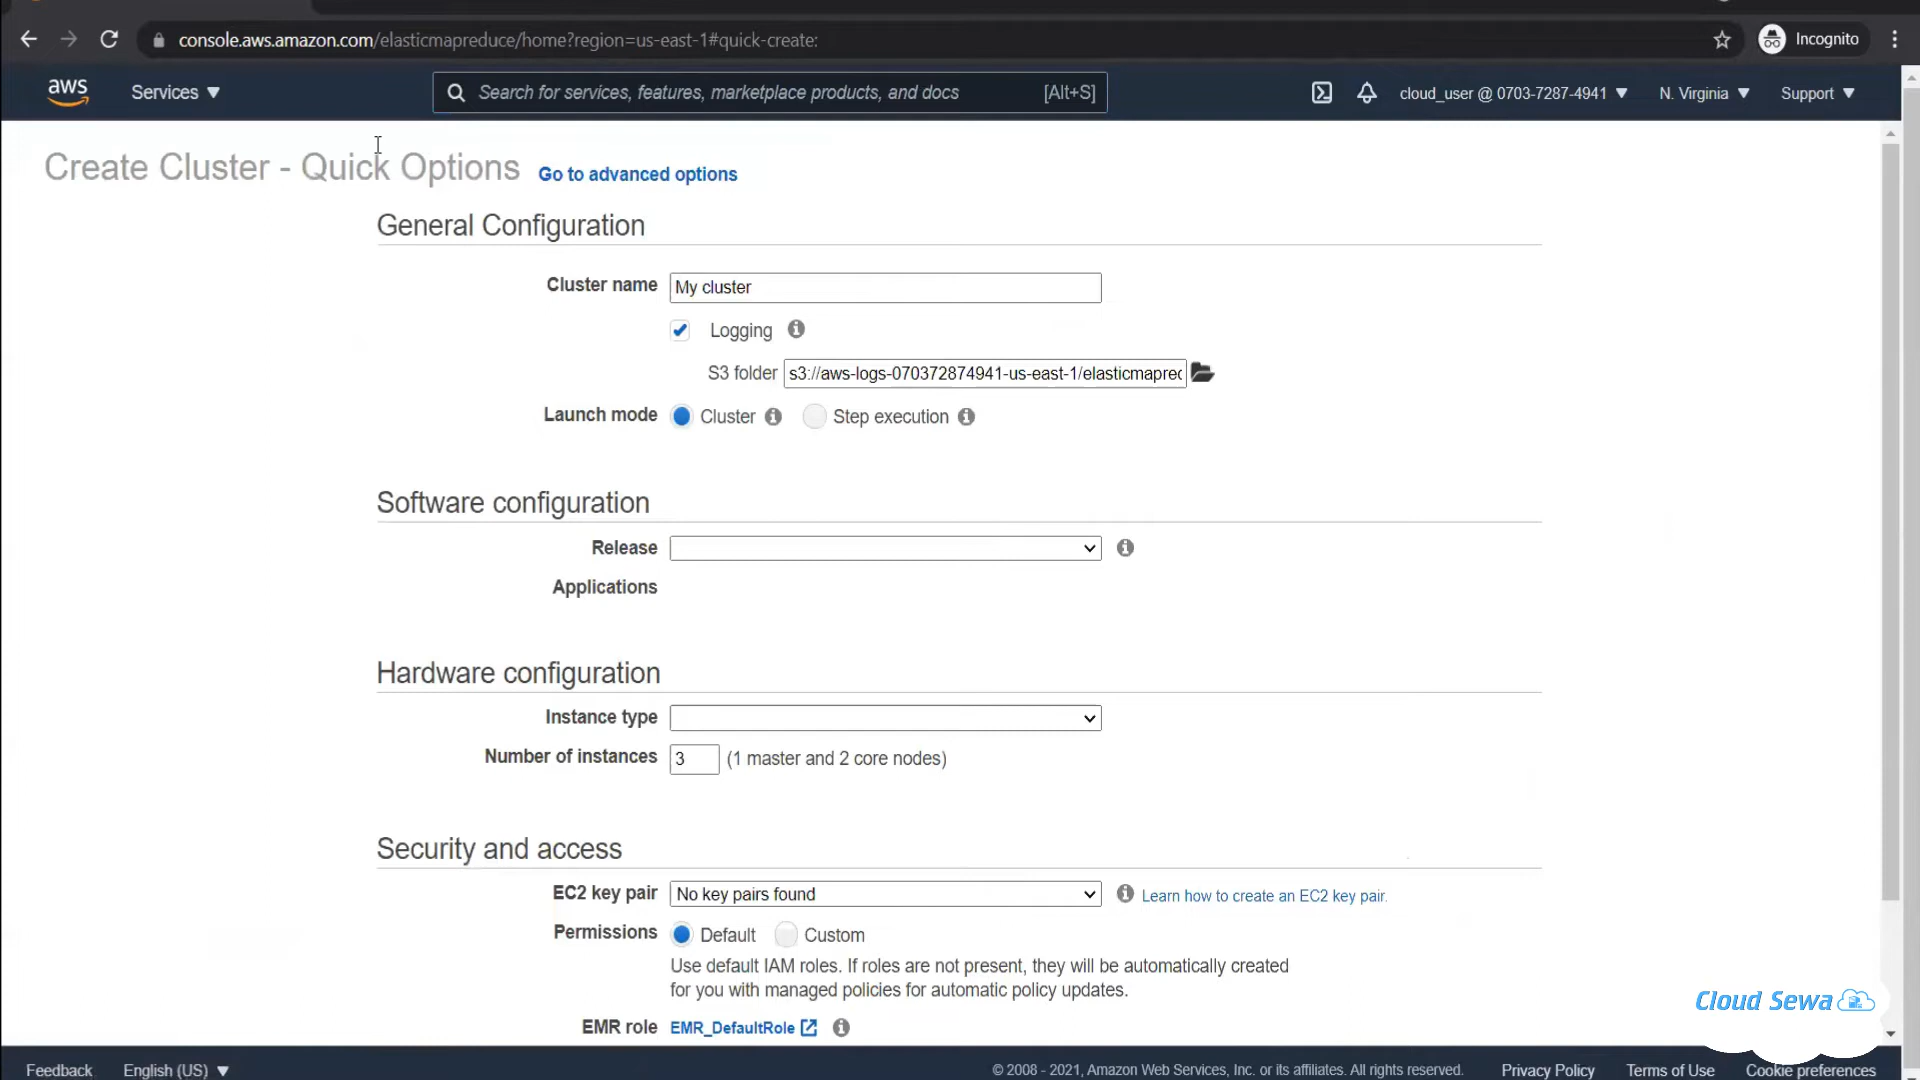 console.aws.amazon.com/elasticmapreduce/home?region=us-east-1#quick-create:
Incognito
aws
Services
Search for services, features, marketplace products, and docs [Alt+S]
cloud_user @ 0703-7287-4941
N. Virginia
Support
Create Cluster - Quick Options Go to advanced options
General Configuration
Cluster name My cluster
Logging
S3 folder s3://aws-logs-070372874941-us-east-1/elasticmapred
Launch mode Cluster Step execution
Software configuration
Release
Applications
Hardware configuration
Instance type
Number of instances 3 (1 master and 2 core nodes)
Security and access
EC2 key pair No key pairs found Learn how to create an EC2 key pair.
Permissions Default Custom
Use default IAM roles. If roles are not present, they will be automatically created
for you with managed policies for automatic policy updates.
Cloud Sewa
EMR role EMR_DefaultRole
Feedback English (US) © 2008 - 2021, Amazon Web Services, Inc. or its affiliates. All rights reserved. Privacy Policy Terms of Use Cookie preferences